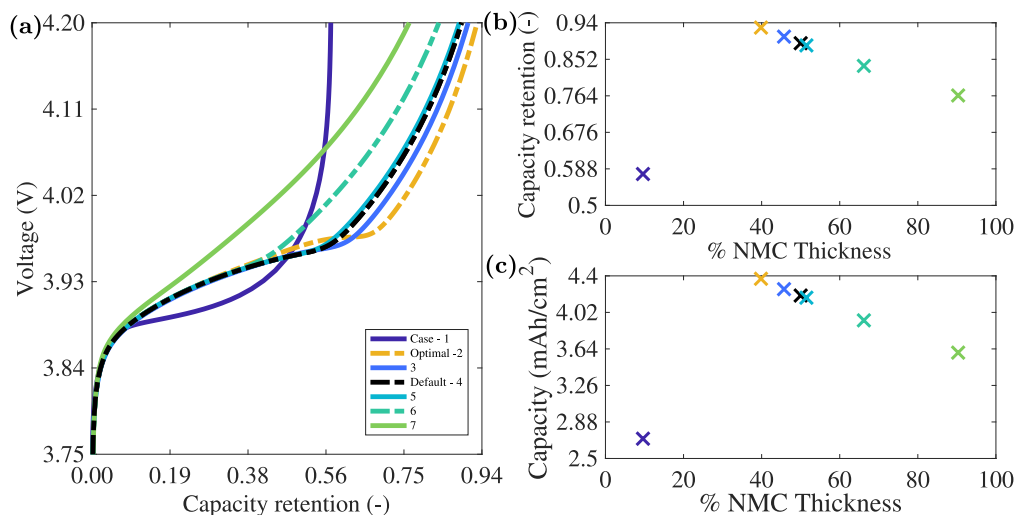 (a)
4.20
4.11
4.02
3.93
3.84
3.75
Voltage (V)
0.00 0.19 0.38 0.56 0.75 0.94
Capacity retention (-)
Case - 1
Optimal -2
3
Default - 4
5
6
7
(b)
0.94
0.852
0.764
0.676
0.588
0.5
Capacity retention (-)
0 20 40 60 80 100
% NMC Thickness
(c)
4.4
4.02
3.64
3.26
2.88
2.5
Capacity (mAh/cm²)
0 20 40 60 80 100
% NMC Thickness